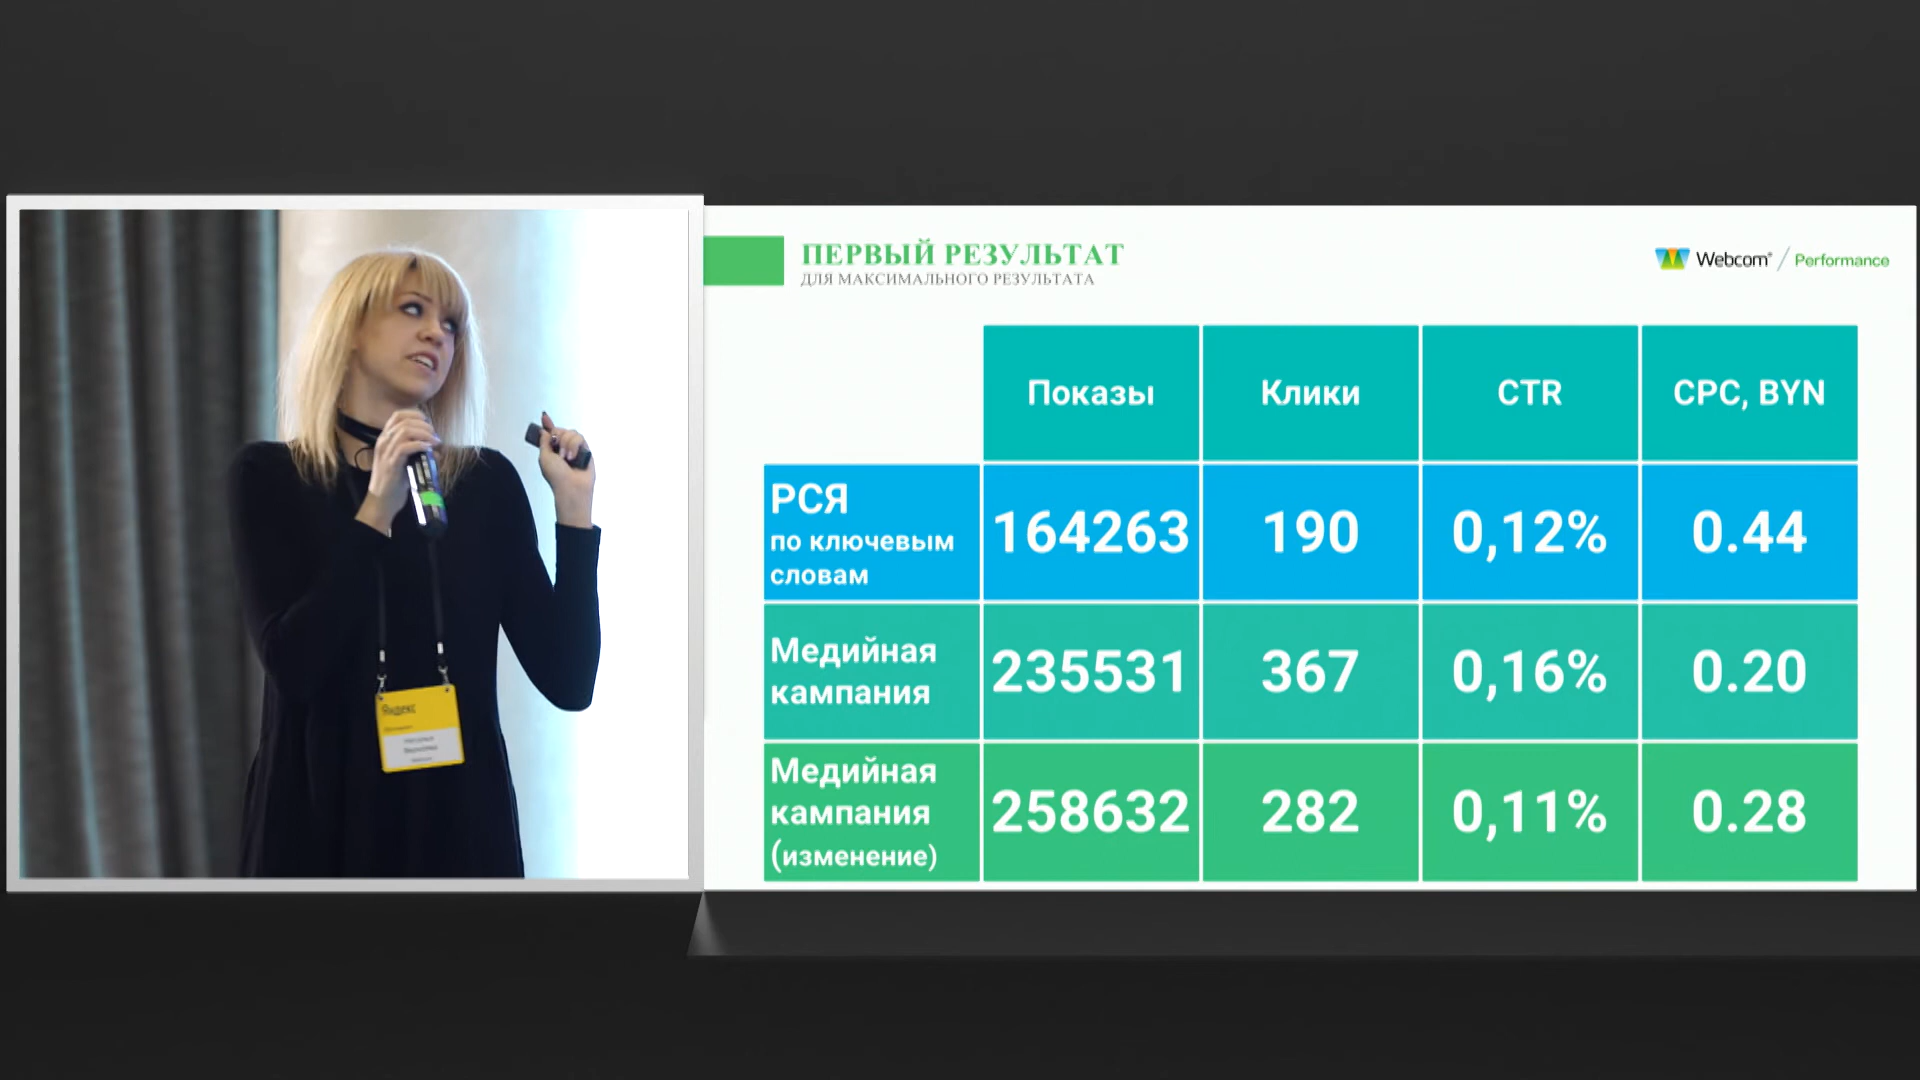 ПЕРВЫЙ РЕЗУЛЬТАТ
ДЛЯ МАКСИМАЛЬНОГО РЕЗУЛЬТАТА
Webcom / Performance
Показы Клики CTR CPC, BYN
РСЯ
по ключевым
словам
164263 190 0,12% 0.44
Медийная
кампания
235531 367 0,16% 0.20
Медийная
кампания
(изменение)
258632 282 0,11% 0.28
Яндекс